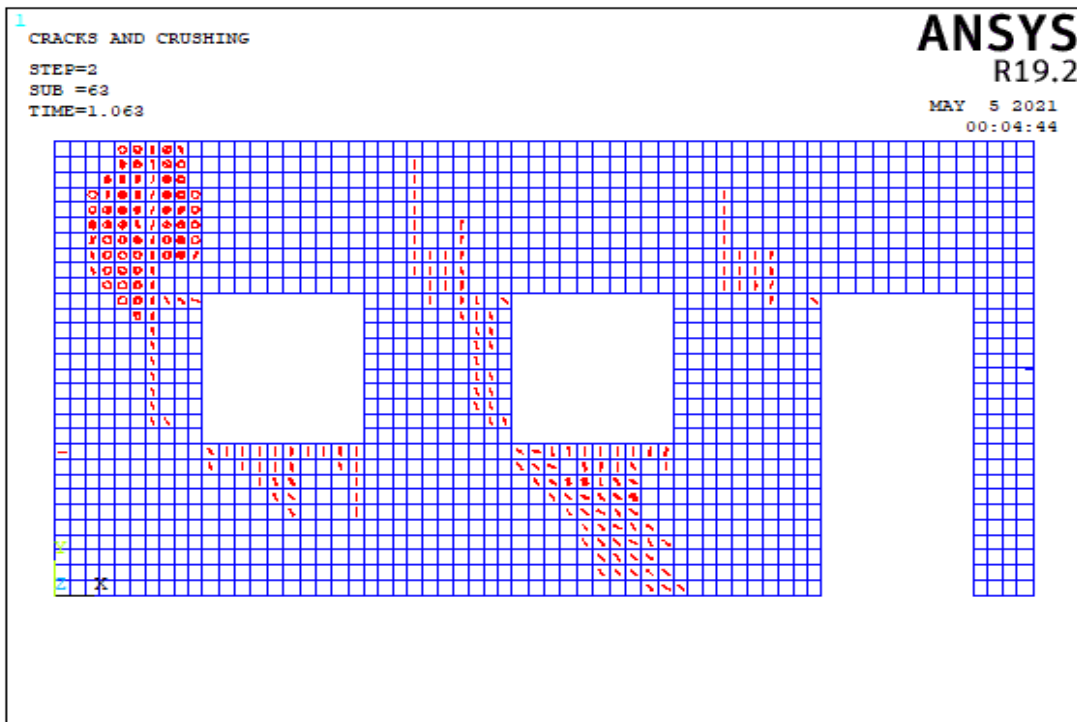 1
CRACKS AND CRUSHING
STEP=2
SUB =63
TIME=1.063
ANSYS
R19.2
MAY  5 2021
00:04:44
Y
Z X